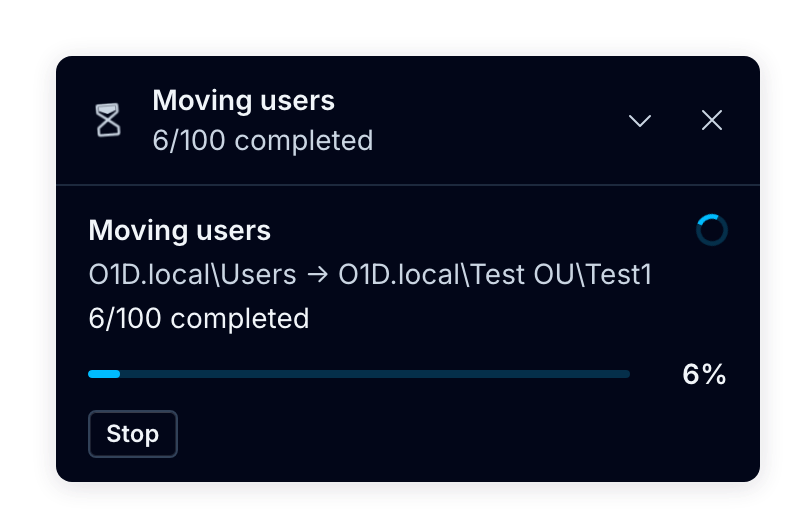 Moving users
6/100 completed
Moving users
O1D.local\Users → O1D.local\Test OU\Test1
6/100 completed
6%
Stop